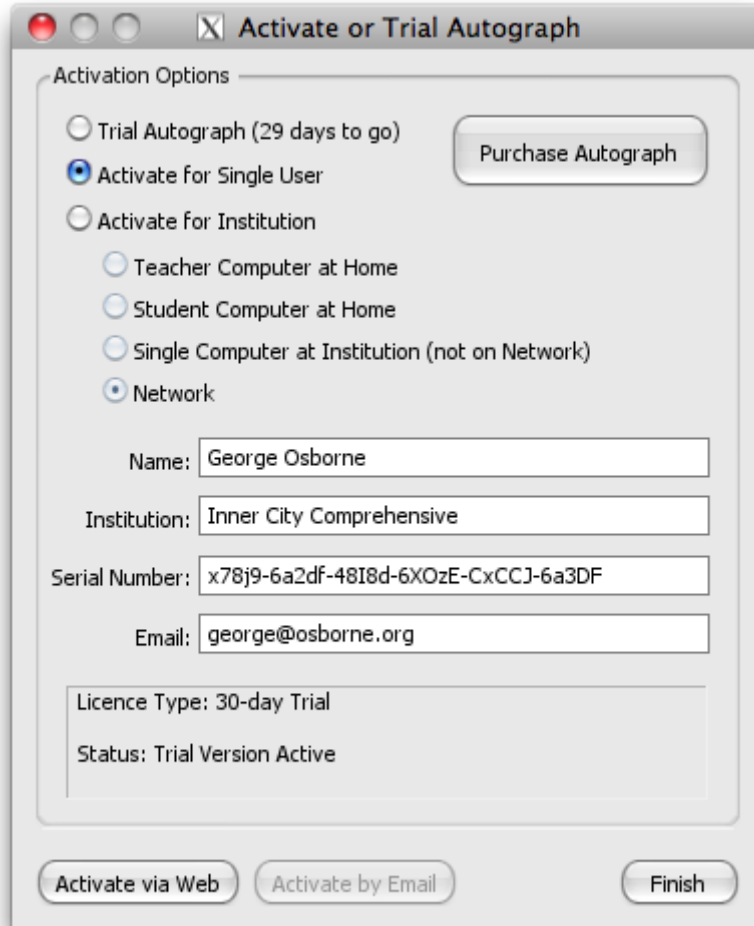 Activate or Trial Autograph
Activation Options
Trial Autograph (29 days to go)
Purchase Autograph
Activate for Single User
Activate for Institution
Teacher Computer at Home
Student Computer at Home
Single Computer at Institution (not on Network)
Network
Name: George Osborne
Institution: Inner City Comprehensive
Serial Number: x78j9-6a2df-48I8d-6XOzE-CxCCJ-6a3DF
Email: george@osborne.org
Licence Type: 30-day Trial
Status: Trial Version Active
Activate via Web Activate by Email Finish